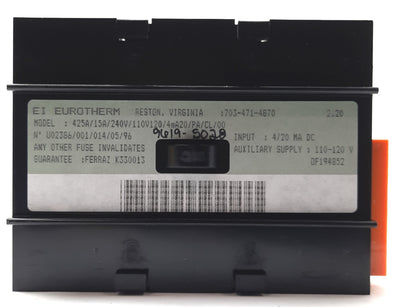 EI EUROTHERM RESTON, VIRGINIA :703-471-4870 2.20
MODEL : 425A/15A/240V/110V120/4mA20/PA/CL/00
N° U02386/001/014/05/96 9619-5028 INPUT : 4/20 MA DC
ANY OTHER FUSE INVALIDATES AUXILIARY SUPPLY : 110-120 V
GUARANTEE : FERRAZ K330013 DF194852